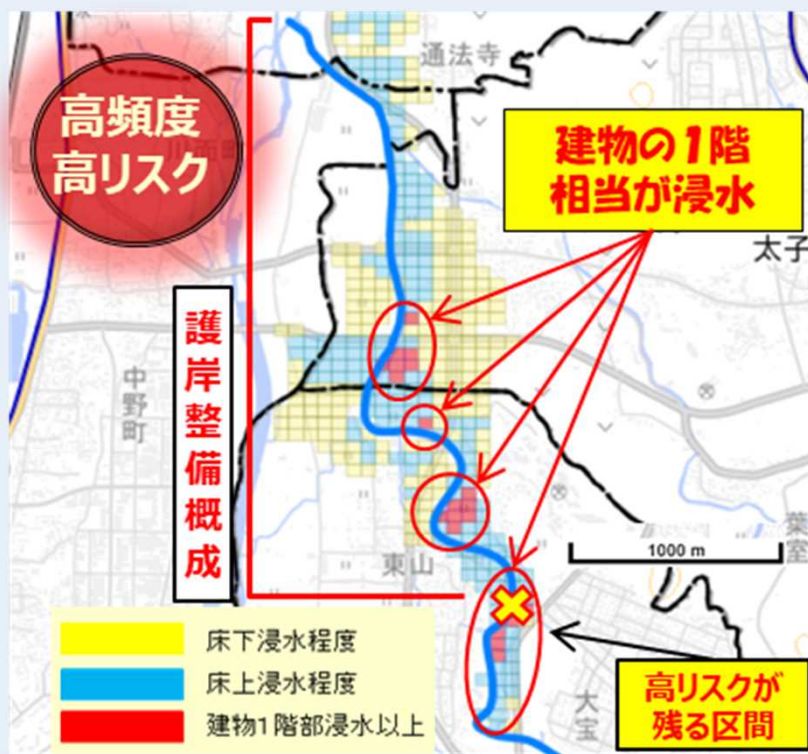 高頻度
高リスク
通法寺
建物の1階
相当が浸水
太子
護岸整備概成
中野町
東山
1000 m
葉室
大宝
高リスクが
残る区間
床下浸水程度
床上浸水程度
建物1階部浸水以上